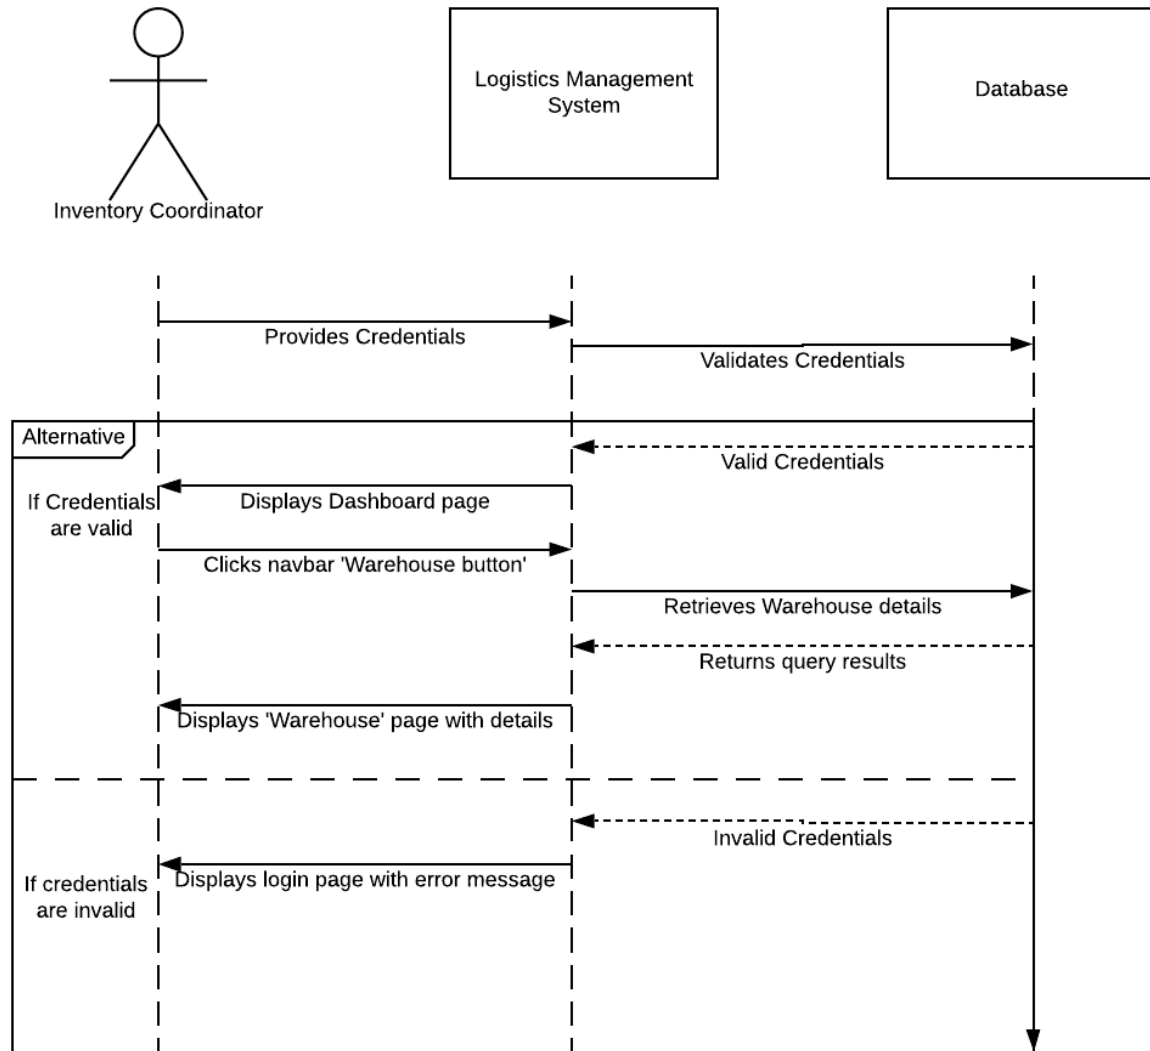 Logistics Management
System
Database
Inventory Coordinator
Provides Credentials
Validates Credentials
Alternative
Valid Credentials
If Credentials
are valid
Displays Dashboard page
Clicks navbar 'Warehouse button'
Retrieves Warehouse details
Returns query results
Displays 'Warehouse' page with details
Invalid Credentials
If credentials
are invalid
Displays login page with error message